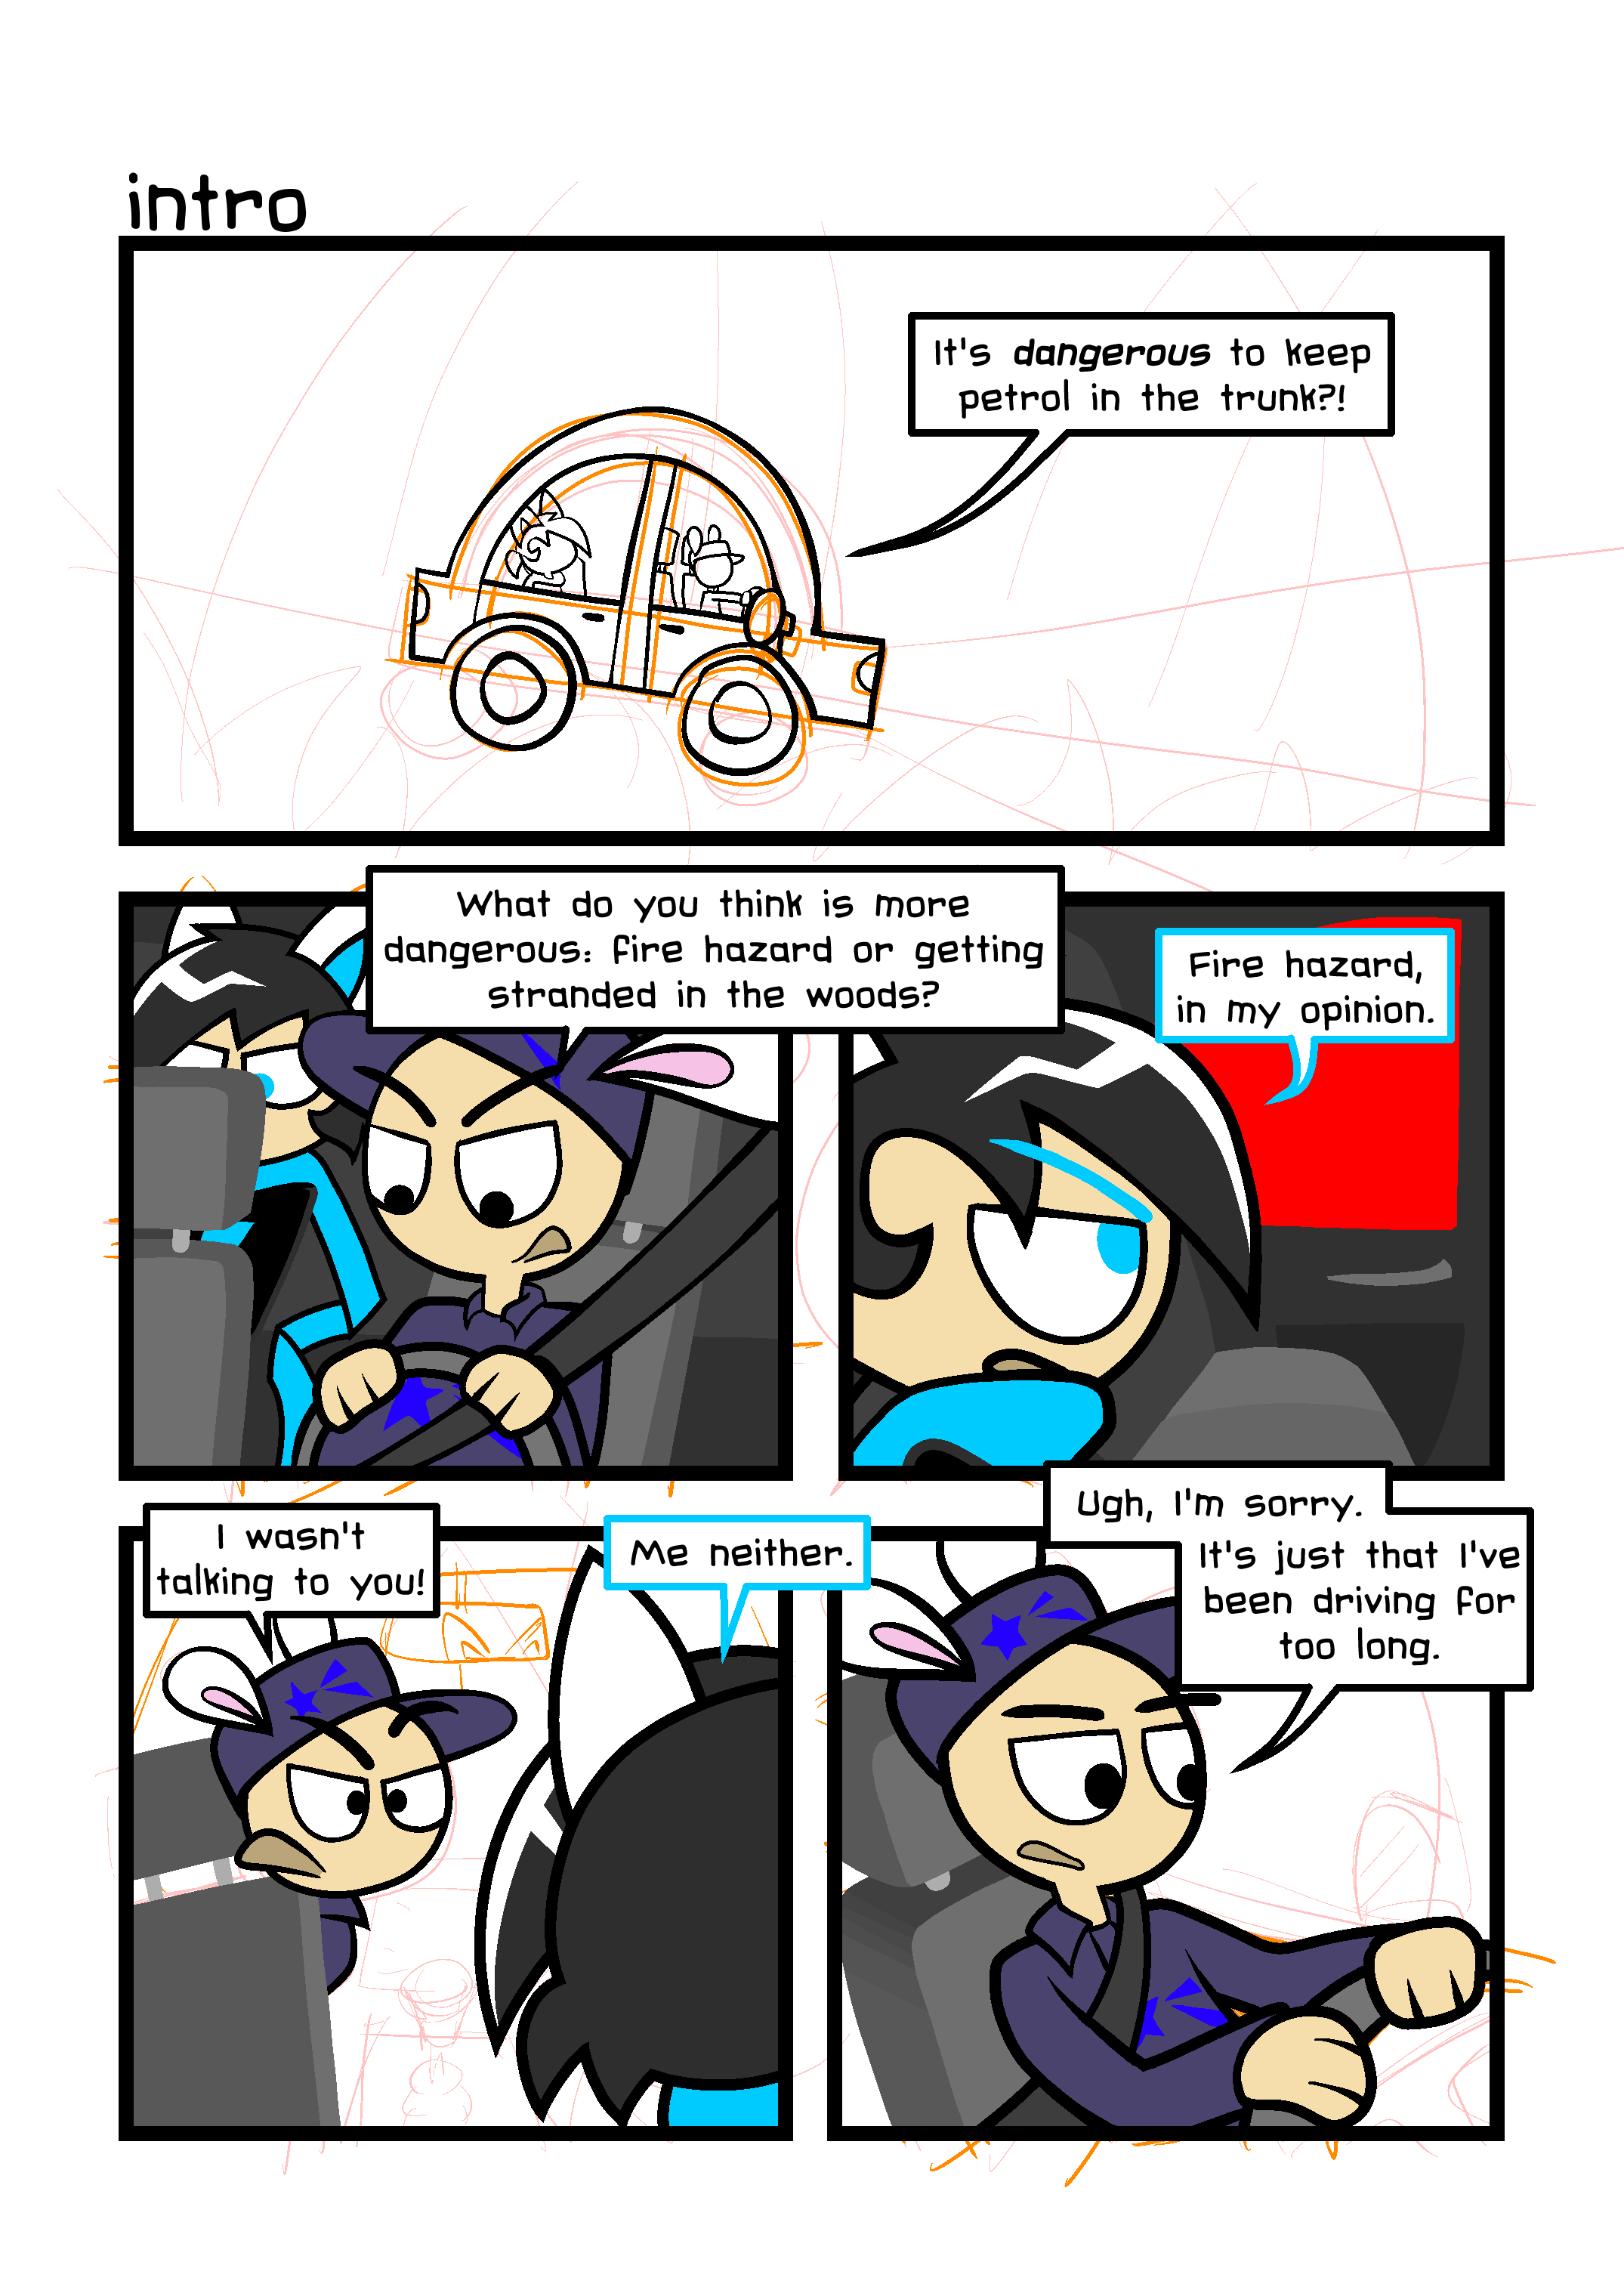 intro
It's dangerous to keep
petrol in the trunk?!
What do you think is more
dangerous: fire hazard or getting
stranded in the woods?
Fire hazard,
in my opinion.
I wasn't
talking to you!
Me neither.
Ugh, I'm sorry.
It's just that I've
been driving for
too long.